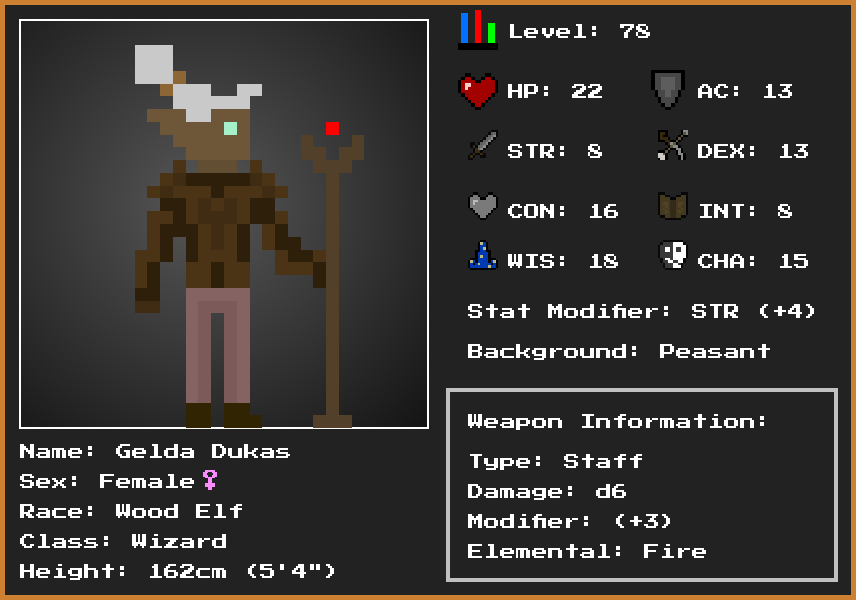 Level: 78
HP: 22
AC: 13
STR: 8
DEX: 13
CON: 16
INT: 8
WIS: 18
CHA: 15
Stat Modifier: STR (+4)
Background: Peasant
Weapon Information:
Type: Staff
Damage: d6
Modifier: (+3)
Elemental: Fire
Name: Gelda Dukas
Sex: Female♀
Race: Wood Elf
Class: Wizard
Height: 162cm (5'4")